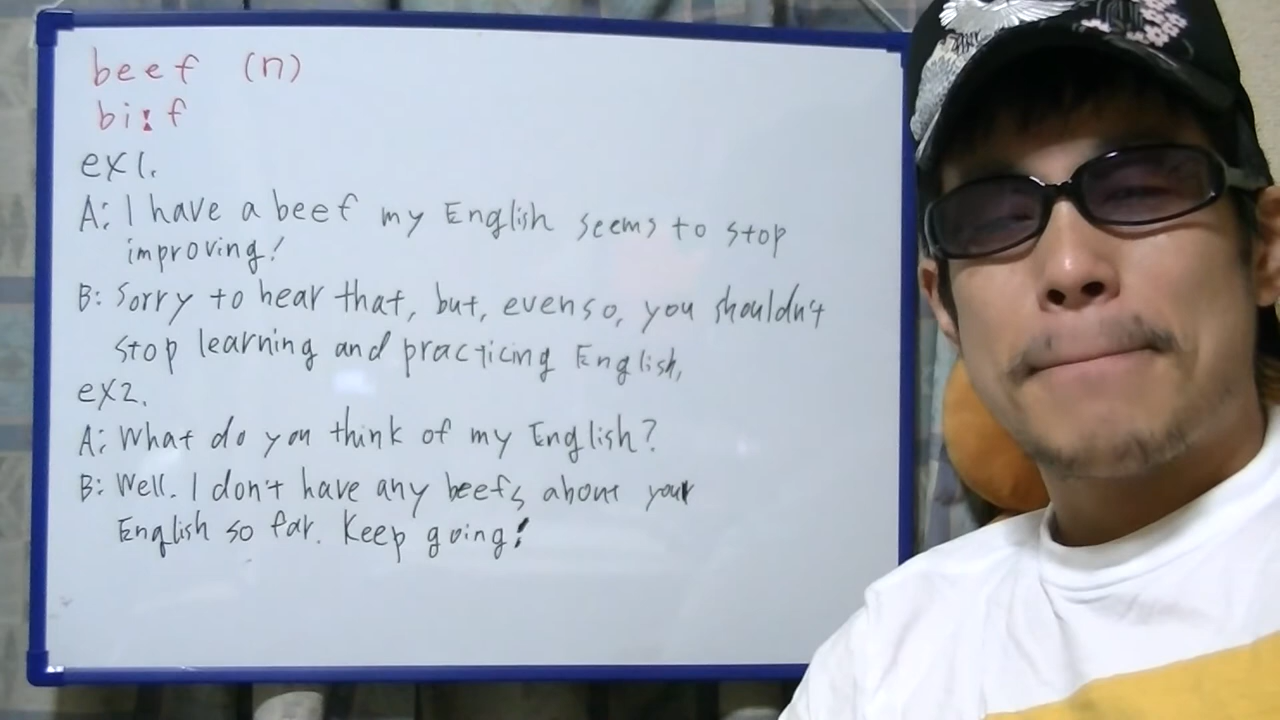 beef (n)
bi:f
ex1.
A: I have a beef my English seems to stop
improving!
B: Sorry to hear that, but, even so, you shouldn't
stop learning and practicing English.
ex2.
A: What do you think of my English?
B: Well. I don't have any beefs about your
English so far. Keep going!